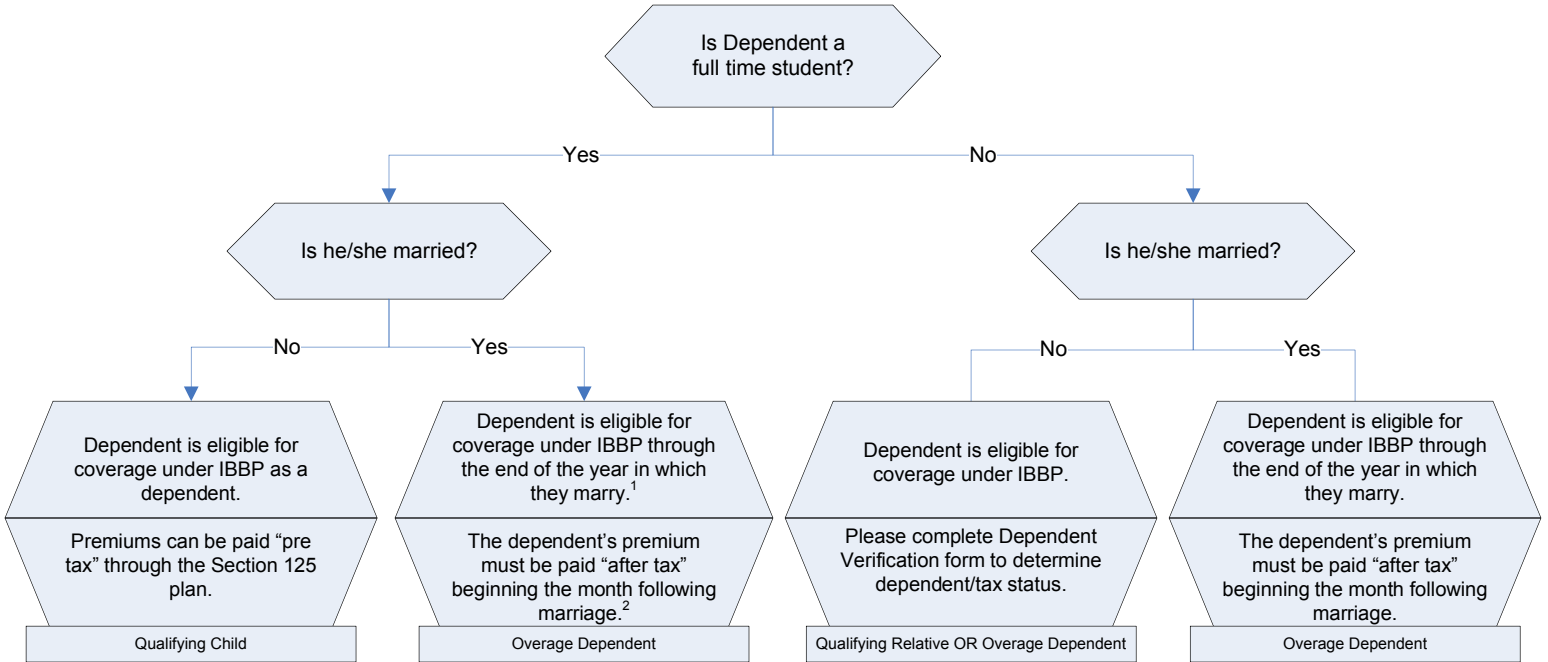 Is Dependent a
full time student?
Yes
No
Is he/she married?
Is he/she married?
No
Yes
No
Yes
Dependent is eligible for
coverage under IBBP as a
dependent.
Premiums can be paid “pre
tax” through the Section 125
plan.
Qualifying Child
Dependent is eligible for
coverage under IBBP through
the end of the year in which
they marry.1
The dependent’s premium
must be paid “after tax”
beginning the month following
marriage.2
Overage Dependent
Dependent is eligible for
coverage under IBBP.
Please complete Dependent
Verification form to determine
dependent/tax status.
Qualifying Relative OR Overage Dependent
Dependent is eligible for
coverage under IBBP through
the end of the year in which
they marry.
The dependent’s premium
must be paid “after tax”
beginning the month following
marriage.
Overage Dependent